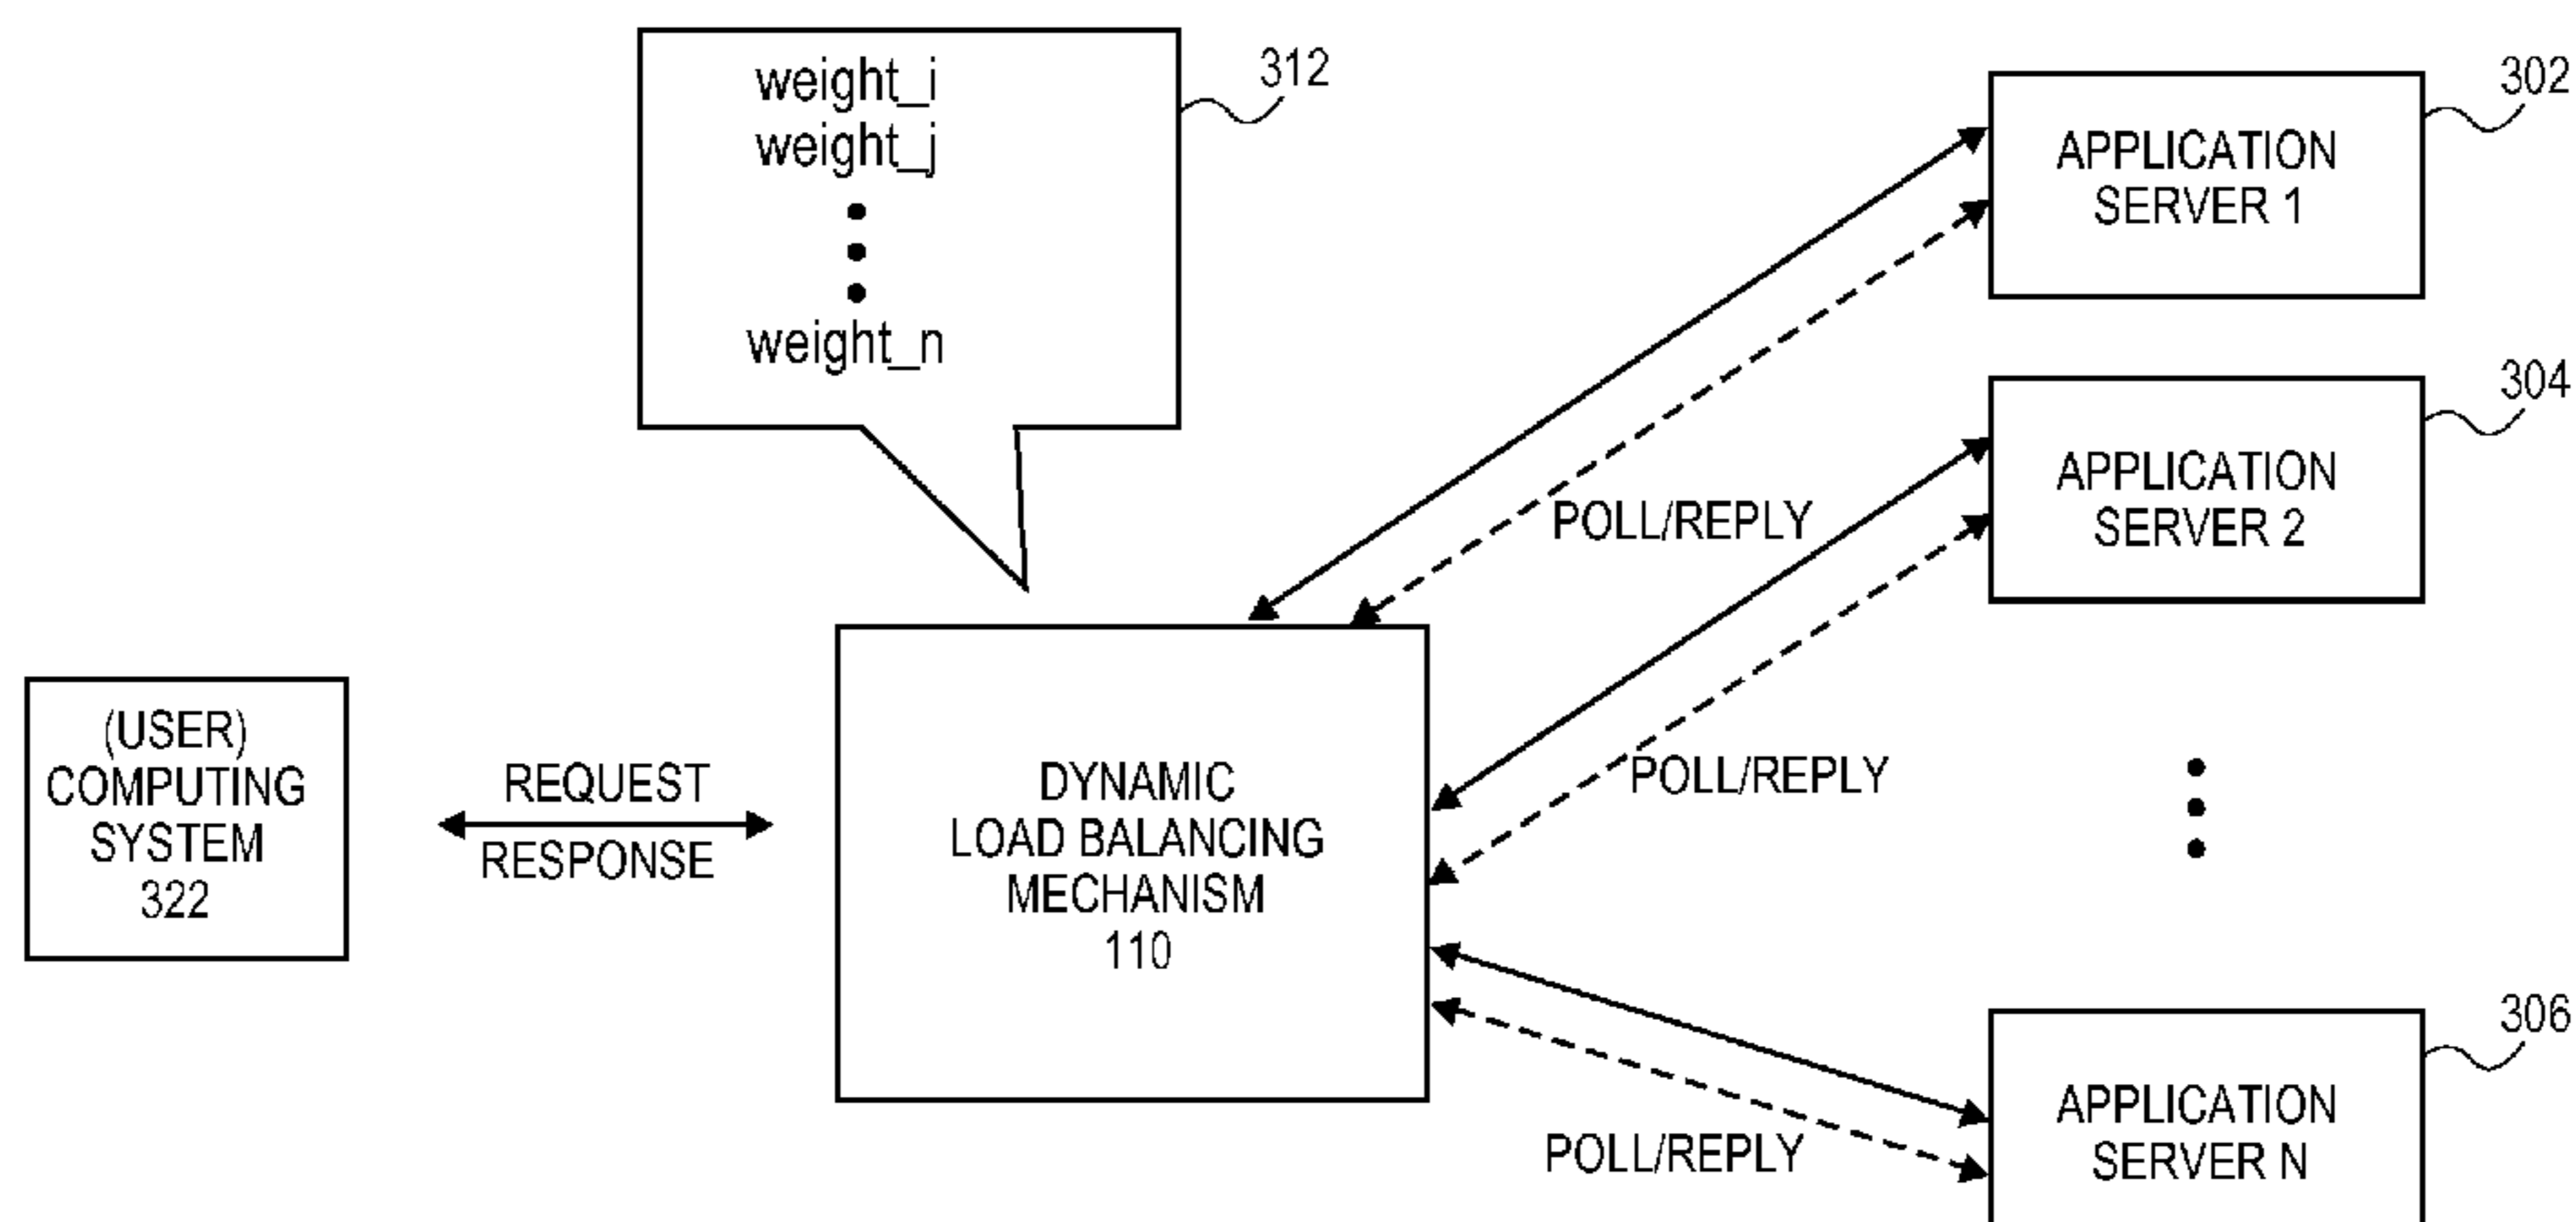 weight_i
weight_j
weight_n
312
302
APPLICATION
SERVER 1
304
APPLICATION
SERVER 2
POLL/REPLY
POLL/REPLY
(USER)
COMPUTING
SYSTEM
322
REQUEST
RESPONSE
DYNAMIC
LOAD BALANCING
MECHANISM
110
306
APPLICATION
SERVER N
POLL/REPLY